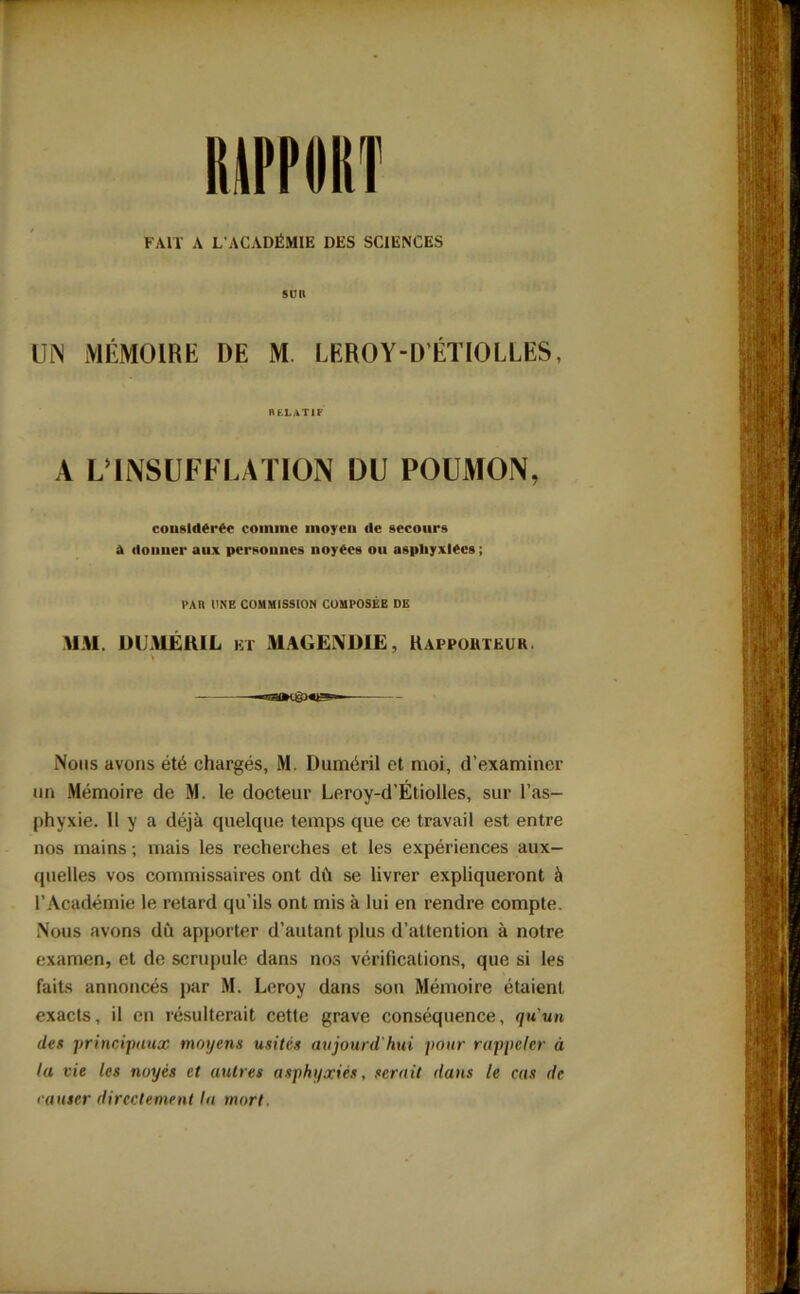 RAPPORT
FAIT A L'ACADÉMIE DES SCIENCES
SUR
UN MÉMOIRE DE M. LEROY-D'ÉTIOLLES,
RELATIF
A L'INSUFFLATION DU POUMON,
considérée comme moyen de secours
à donner aux personnes noyées ou asphyxiées;
PAR UNE COMMISSION COMPOSÉE DE
MM. DUMÉRIL ET MAGENDIE, RAPPORTEUR.
Nous avons été chargés, M. Duméril et moi, d'examiner
un Mémoire de M. le docteur Leroy-d'Étiolles, sur l'as-
phyxie. Il y a déjà quelque temps que ce travail est entre
nos mains; mais les recherches et les expériences aux-
quelles vos commissaires ont dû se livrer expliqueront à
l'Académie le retard qu'ils ont mis à lui en rendre compte.
Nous avons dû apporter d'autant plus d'attention à notre
examen, et de scrupule dans nos vérifications, que si les
faits annoncés par M. Leroy dans son Mémoire étaient
exacts, il en résulterait cette grave conséquence, qu'un
des principaux moyens usités aujourd'hui pour rappeler à
la vie les noyés et autres asphyxiés, serait dans le cas de
causer directement la mort.